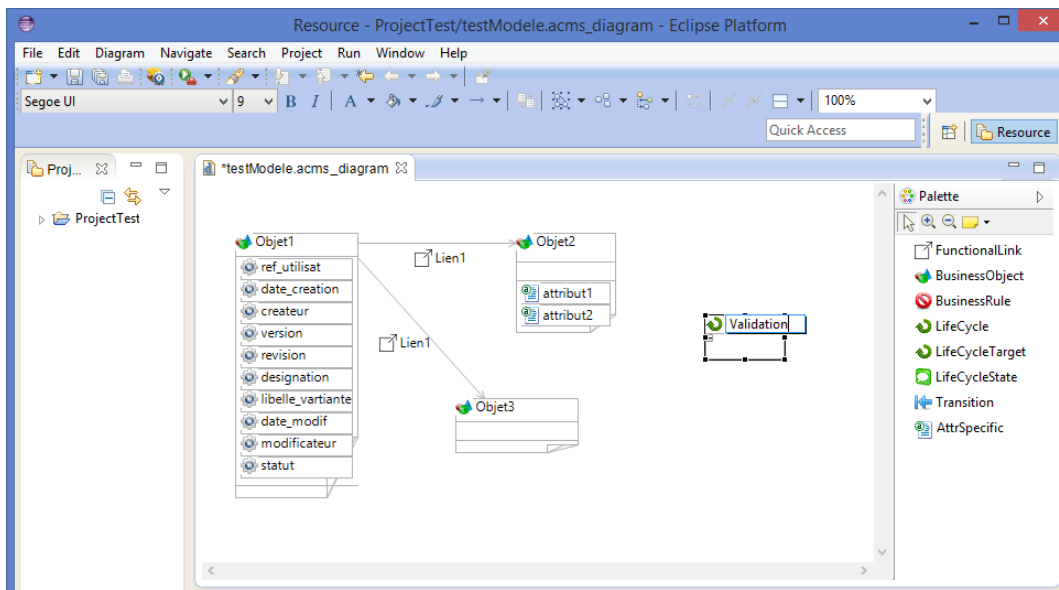 Resource - ProjectTest/testModele.acms_diagram - Eclipse Platform
File Edit Diagram Navigate Search Project Run Window Help
Segoe UI 9 B I A 100%
Quick Access Resource
Proj... *testModele.acms_diagram
Palette
ProjectTest
Objet1
ref_utilisat
date_creation
createur
version
revision
designation
libelle_vartiante
date_modif
modificateur
statut
Lien1
Lien1
Objet2
attribut1
attribut2
Objet3
Validation
FunctionalLink
BusinessObject
BusinessRule
LifeCycle
LifeCycleTarget
LifeCycleState
Transition
AttrSpecific